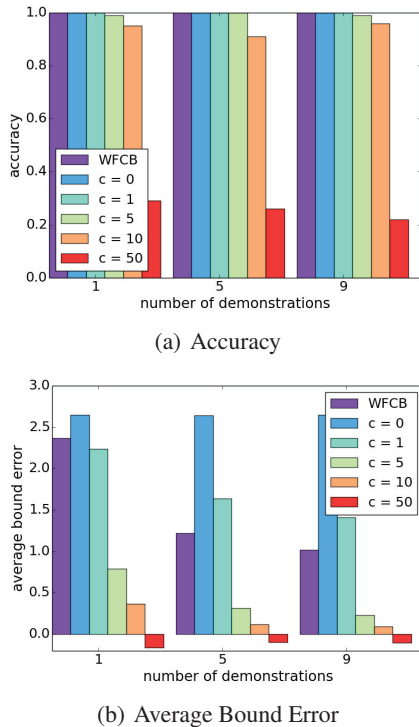 1.0
0.8
0.6
0.4
0.2
0.0
accuracy
WFCB
c = 0
c = 1
c = 5
c = 10
c = 50
1 5 9
number of demonstrations
(a) Accuracy
3.0
2.5
2.0
1.5
1.0
0.5
0.0
average bound error
WFCB
c = 0
c = 1
c = 5
c = 10
c = 50
1 5 9
number of demonstrations
(b) Average Bound Error